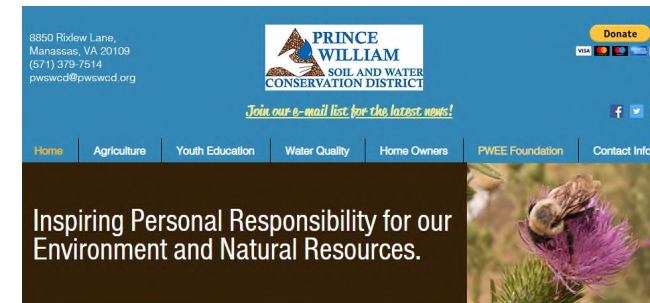 8850 Rixlew Lane,
Manassas, VA 20109
(571) 379-7514
pwswcd@pwswcd.org
PRINCE
WILLIAM
SOIL AND WATER
CONSERVATION DISTRICT
Donate
VISA
Join our e-mail list for the latest news!
Home Agriculture Youth Education Water Quality Home Owners PWEE Foundation Contact Info
Inspiring Personal Responsibility for our
Environment and Natural Resources.